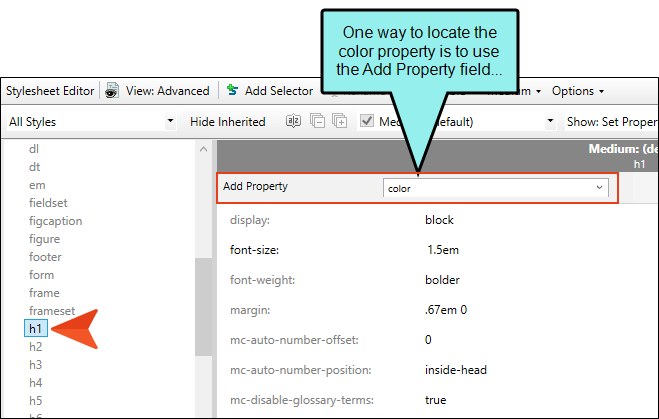 One way to locate the
color property is to use
the Add Property field...
Stylesheet Editor View: Advanced Add Selector Options
All Styles Hide Inherited Me default) Show: Set Proper
Medium: (de
h1
Add Property color
dl
dt
em
fieldset
figcaption
figure
footer
form
frame
frameset
h1
h2
h3
h4
h5
h6
display: block
font-size: 1.5em
font-weight: bolder
margin: .67em 0
mc-auto-number-offset: 0
mc-auto-number-position: inside-head
mc-disable-glossary-terms: true